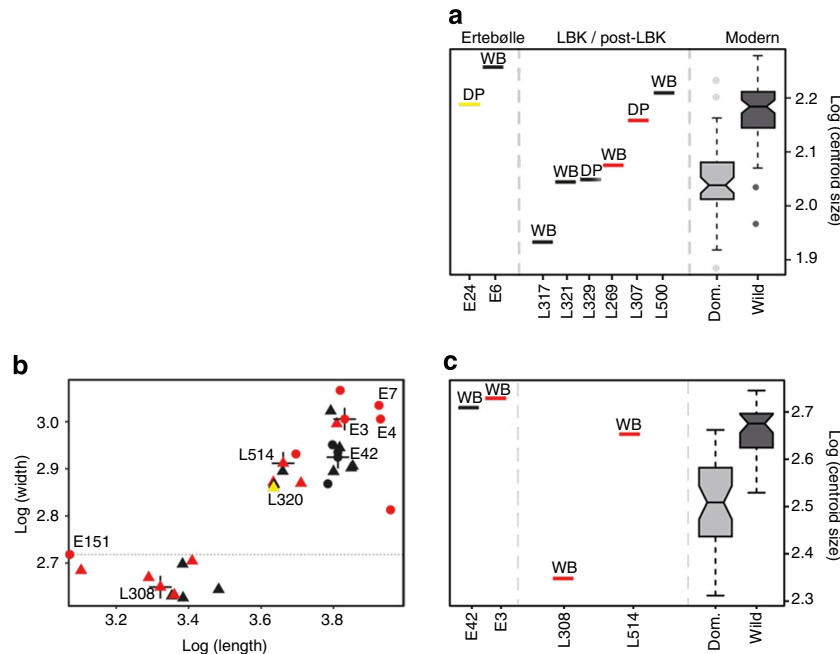 a
Ertebølle LBK / post-LBK Modern
WB
DP
WB
DP
WB
DP
WB
WB
2.2
2.1
2.0
1.9
Log (centroid size)
E24 E6 L317 L321 L329 L269 L307 L500 Dom. Wild
b
3.0
2.9
2.8
2.7
Log (width)
E7
E3
E4
L514
E42
L320
E151
L308
3.2 3.4 3.6 3.8
Log (length)
c
WB WB
WB
WB
2.7
2.6
2.5
2.4
2.3
Log (centroid size)
E42 E3 L308 L514 Dom. Wild